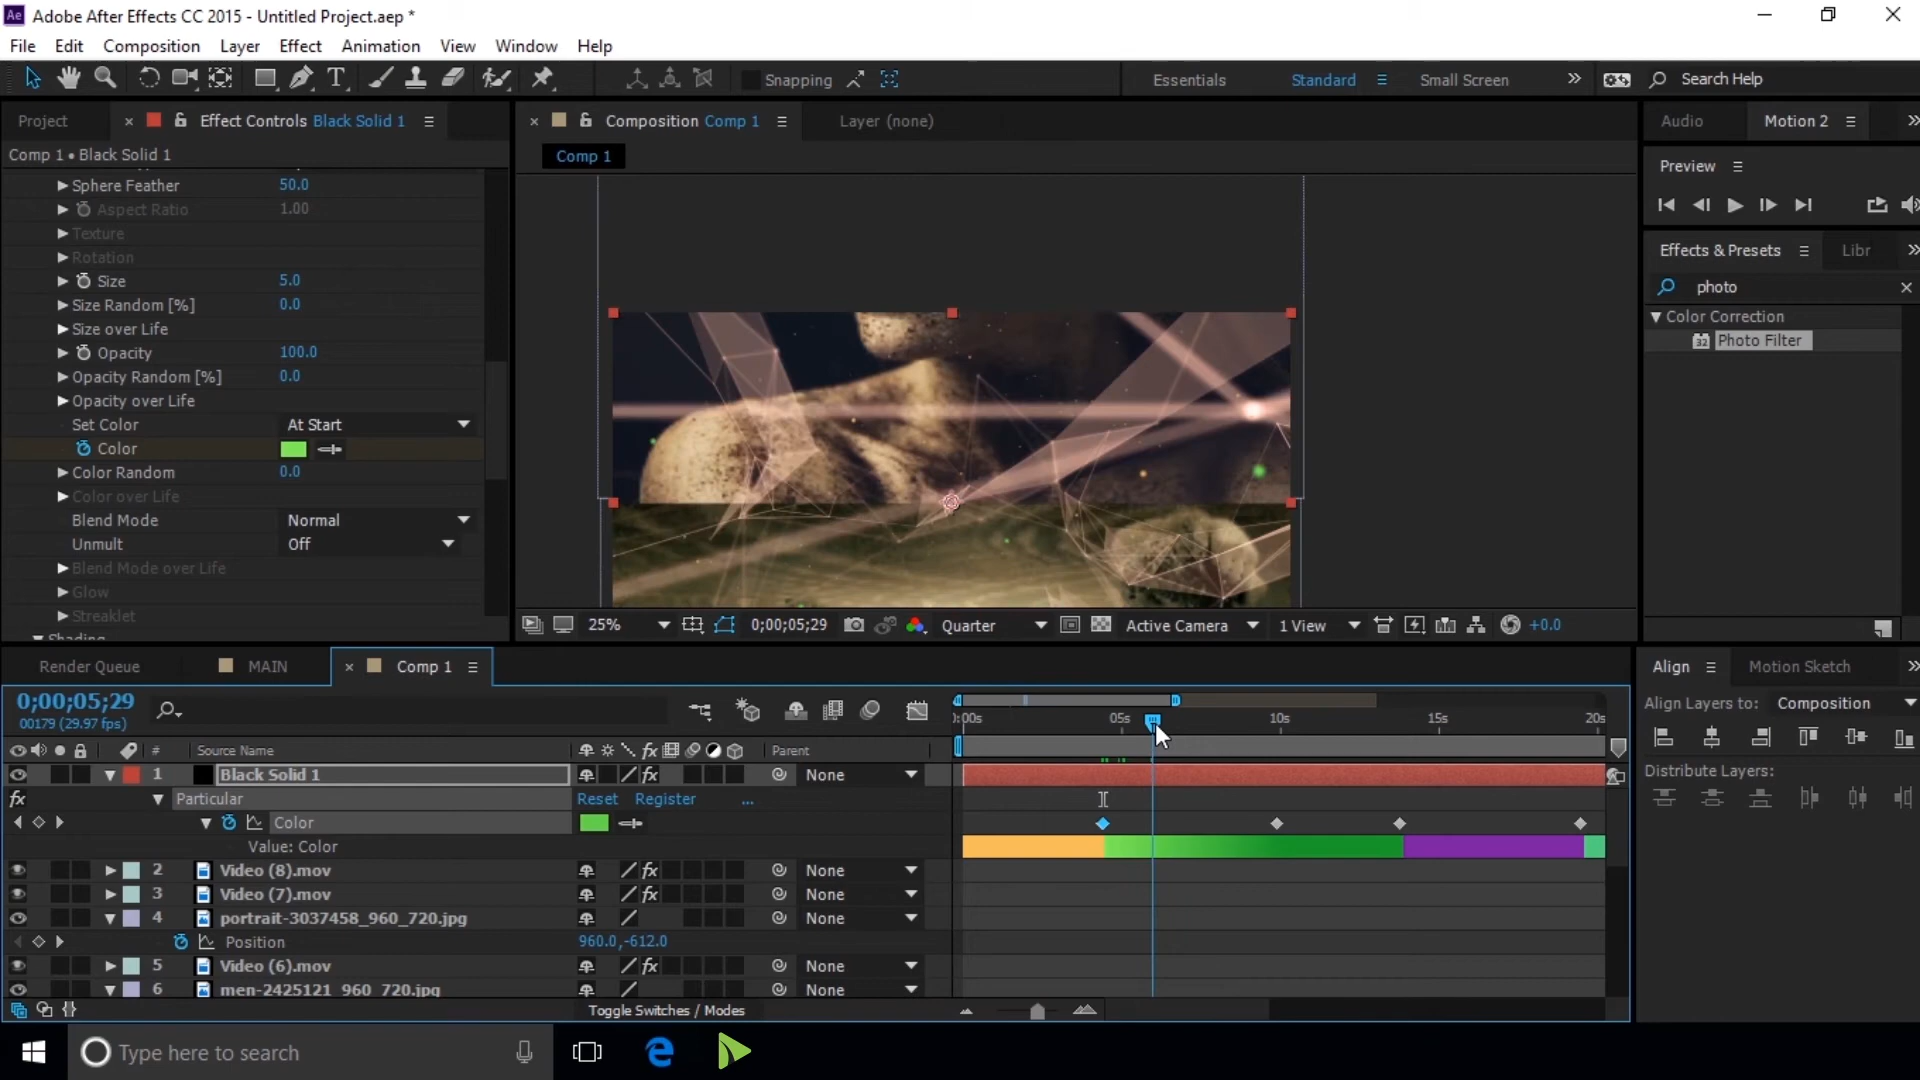 Adobe After Effects CC 2015 - Untitled Project.aep *
File Edit Composition Layer Effect Animation View Window Help
Snapping Essentials Standard Small Screen Search Help
Project Effect Controls Black Solid 1
Comp 1 • Black Solid 1
Sphere Feather 50.0
Aspect Ratio 1.00
Texture
Rotation
Size 5.0
Size Random [%] 0.0
Size over Life
Opacity 100.0
Opacity Random [%] 0.0
Opacity over Life
Set Color At Start
Color
Color Random 0.0
Color over Life
Blend Mode Normal
Unmult Off
Blend Mode over Life
Glow
Streaklet
Shading
Composition Comp 1 Layer (none)
Comp 1
25% 0;00;05;29 Quarter Active Camera 1 View +0.0
Audio Motion 2
Preview
Effects & Presets Libr
photo
Color Correction
32 Photo Filter
Render Queue MAIN Comp 1
0;00;05;29
00179 (29.97 fps)
:00s 05s 10s 15s 20s
# Source Name fx Parent
1 Black Solid 1 fx None
fx Particular Reset Register ...
Color
Value: Color
2 Video (8).mov fx None
3 Video (7).mov fx None
4 portrait-3037458_960_720.jpg None
Position 960.0,-612.0
5 Video (6).mov fx None
6 men-2425121_960_720.jpg None
Toggle Switches / Modes
Align Motion Sketch
Align Layers to: Composition
Distribute Layers:
Type here to search